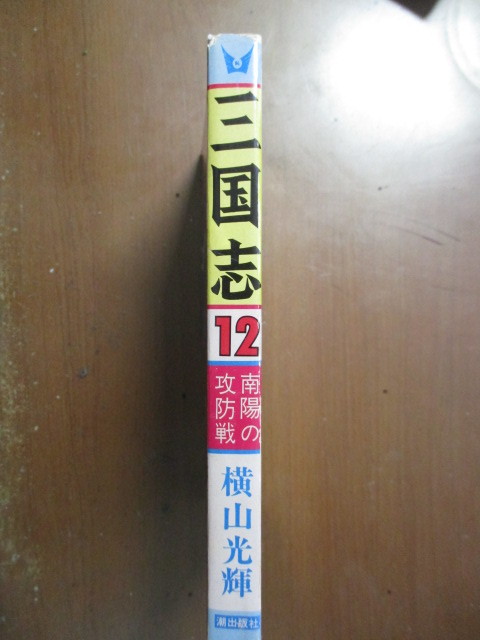 三国志
12
南陽の
攻防戦
横山光輝
潮出版社